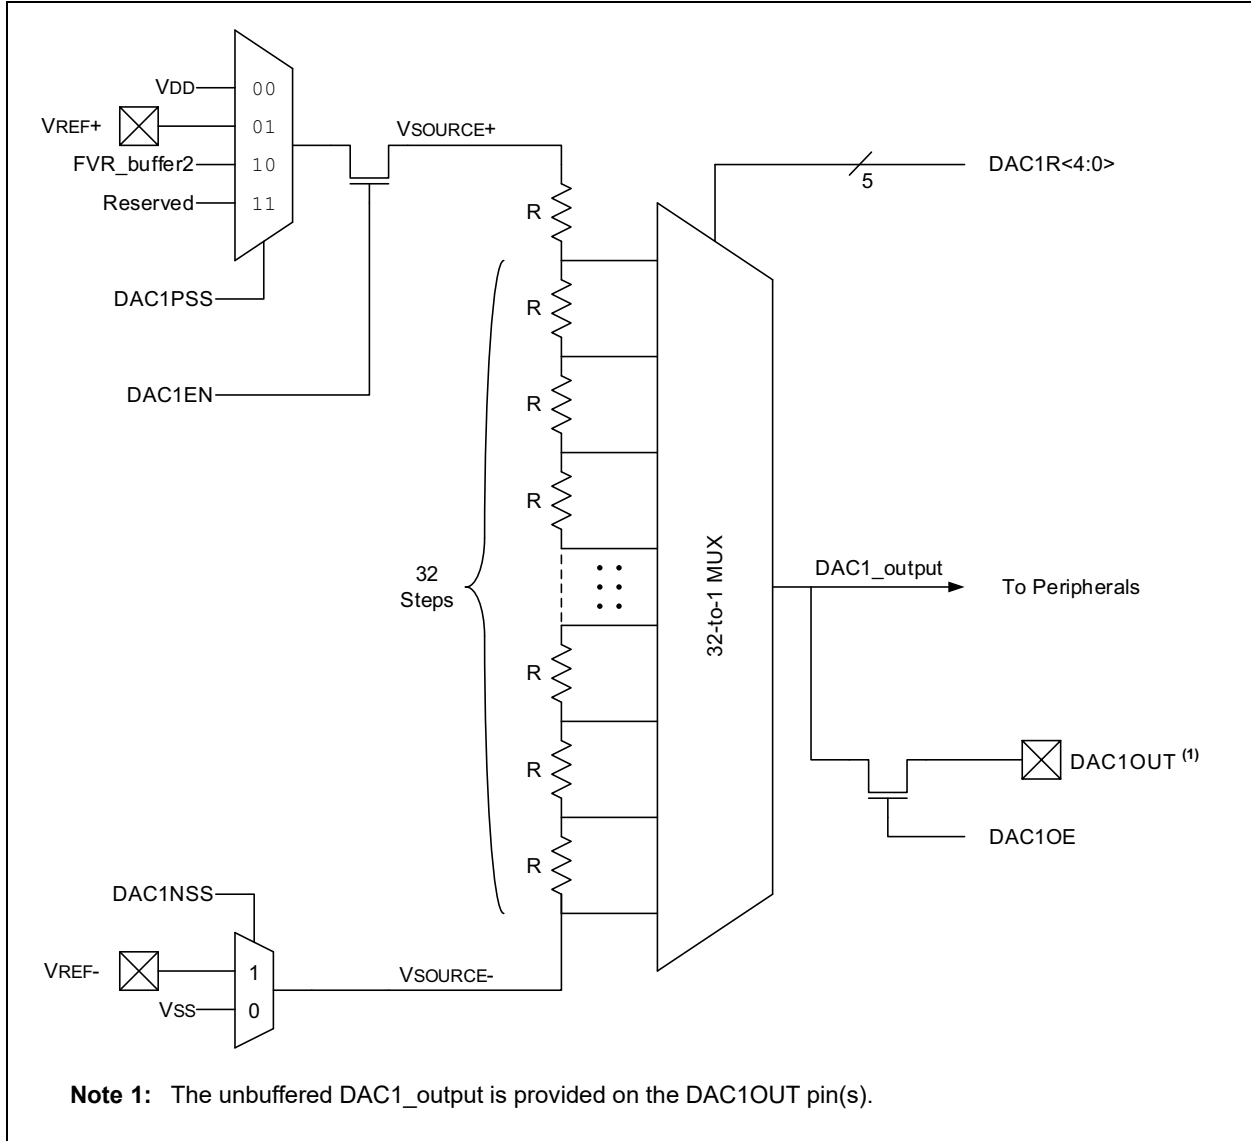 VDD
00
VREF+
01
VSOURCE+
FVR_buffer2
10
DAC1R<4:0>
5
Reserved
11
R
DAC1PSS
R
DAC1EN
R
R
32
Steps
32-to-1 MUX
DAC1_output
To Peripherals
R
R
DAC1OUT (1)
DAC1OE
R
DAC1NSS
VREF-
1
VSOURCE-
VSS
0
Note 1: The unbuffered DAC1_output is provided on the DAC1OUT pin(s).